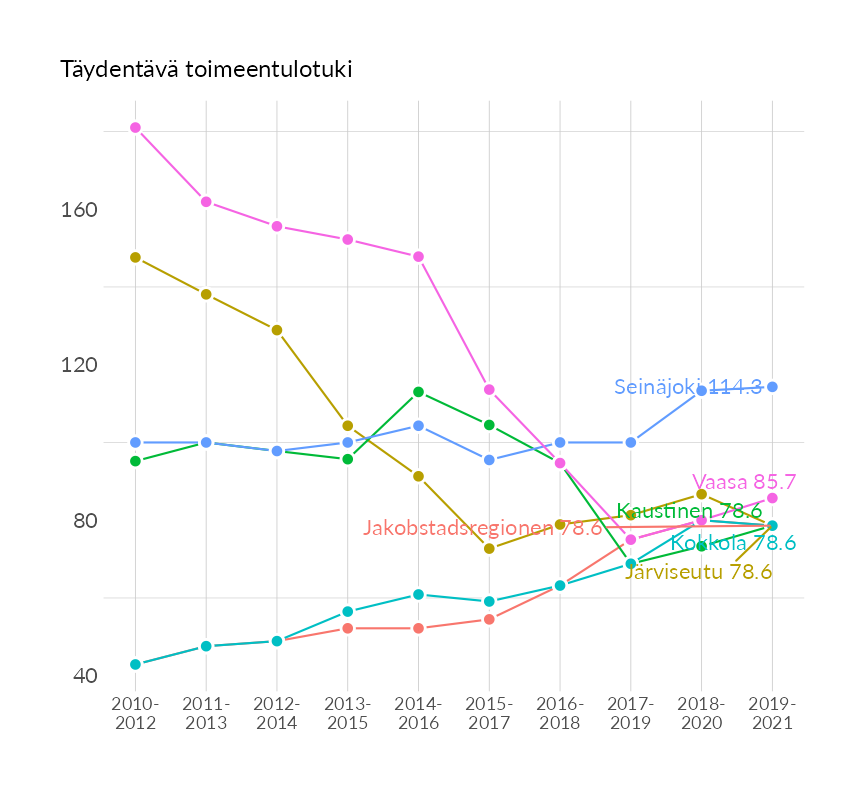 Täydentävä toimeentulotuki
160
120
Seinäjoki 114.3
Vaasa 85.7
Kaustinen 78.6
80
Jakobstadsregionen 78.6
Kokkola 78.6
Järviseutu 78.6
40
2010- 2011- 2012- 2013- 2014- 2015- 2016- 2017- 2018- 2019-
2012 2013 2014 2015 2016 2017 2018 2019 2020 2021